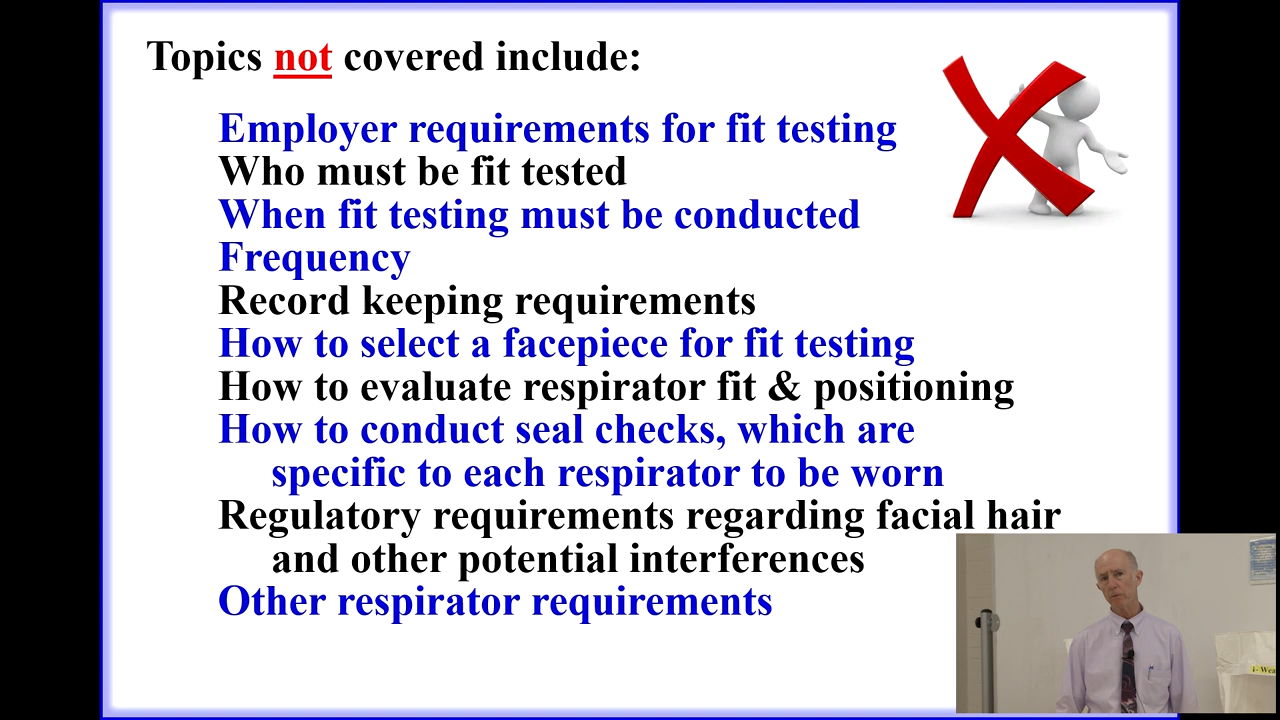 Topics not covered include:
Employer requirements for fit testing
Who must be fit tested
When fit testing must be conducted
Frequency
Record keeping requirements
How to select a facepiece for fit testing
How to evaluate respirator fit & positioning
How to conduct seal checks, which are
specific to each respirator to be worn
Regulatory requirements regarding facial hair
and other potential interferences
Other respirator requirements